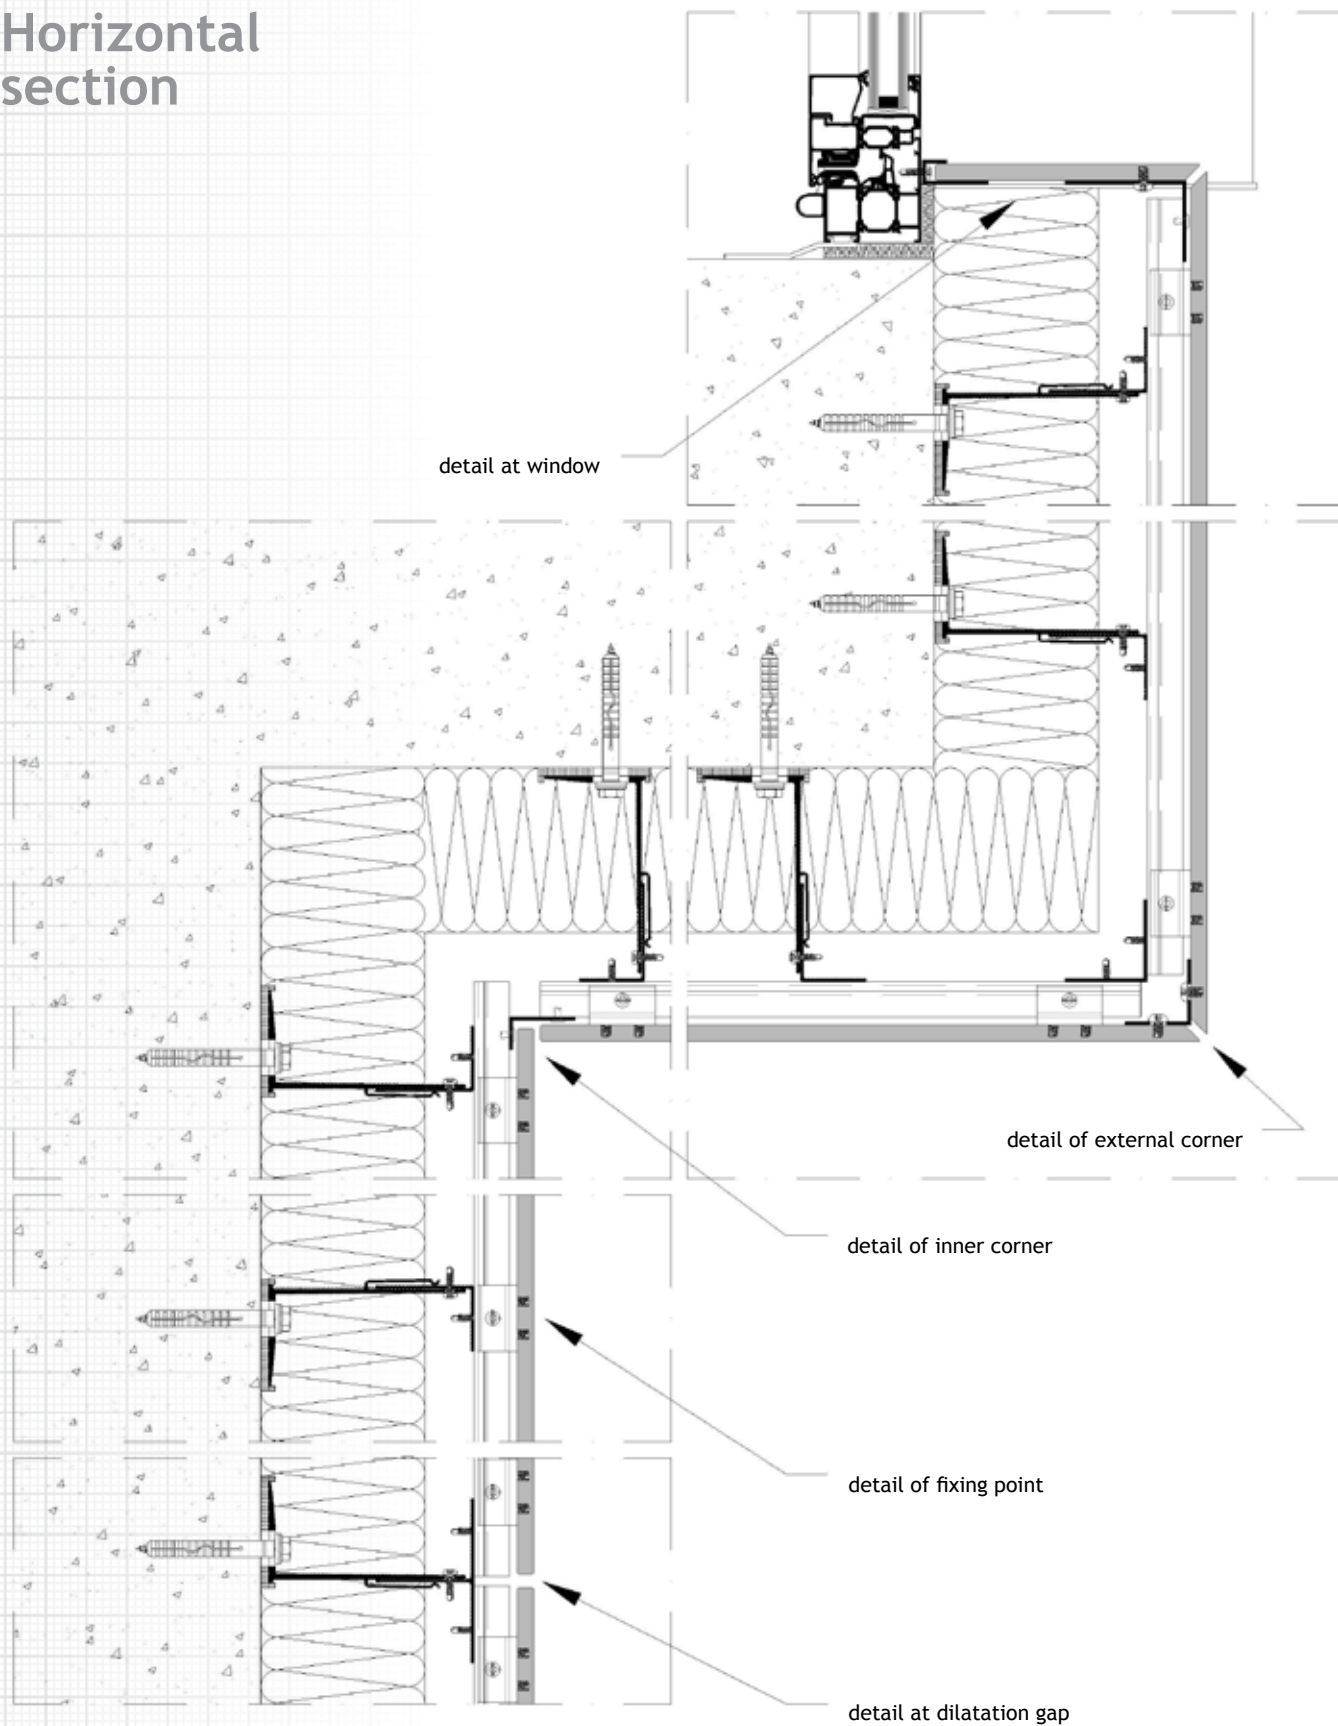 Horizontal
section
detail at window
detail of external corner
detail of inner corner
detail of fixing point
detail at dilatation gap